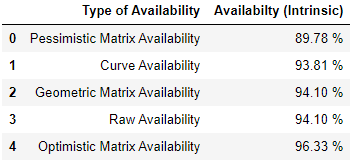 Type of Availability Availabilty (Intrinsic)
0 Pessimistic Matrix Availability 89.78 %
1 Curve Availability 93.81 %
2 Geometric Matrix Availability 94.10 %
3 Raw Availability 94.10 %
4 Optimistic Matrix Availability 96.33 %